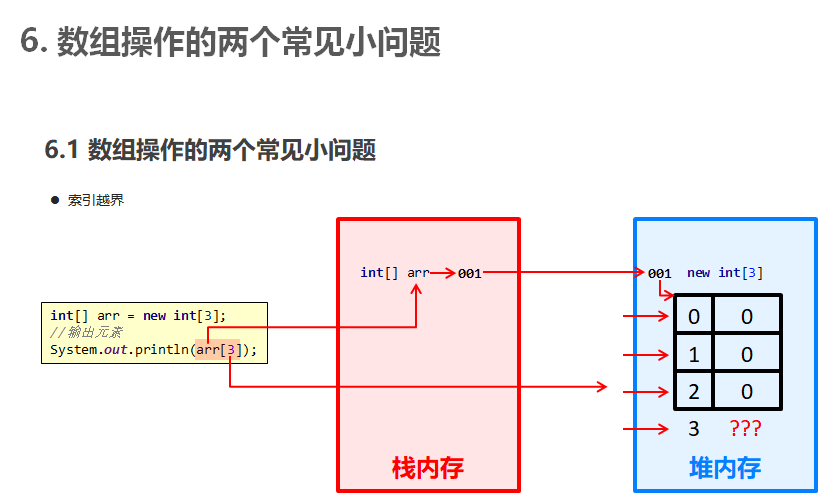 6. 数组操作的两个常见小问题
6.1 数组操作的两个常见小问题
● 索引越界
int[] arr = new int[3];
//输出元素
System.out.println(arr[3]);
int[] arr 001
栈内存
001 new int[3]
0 0
1 0
2 0
3 ???
堆内存